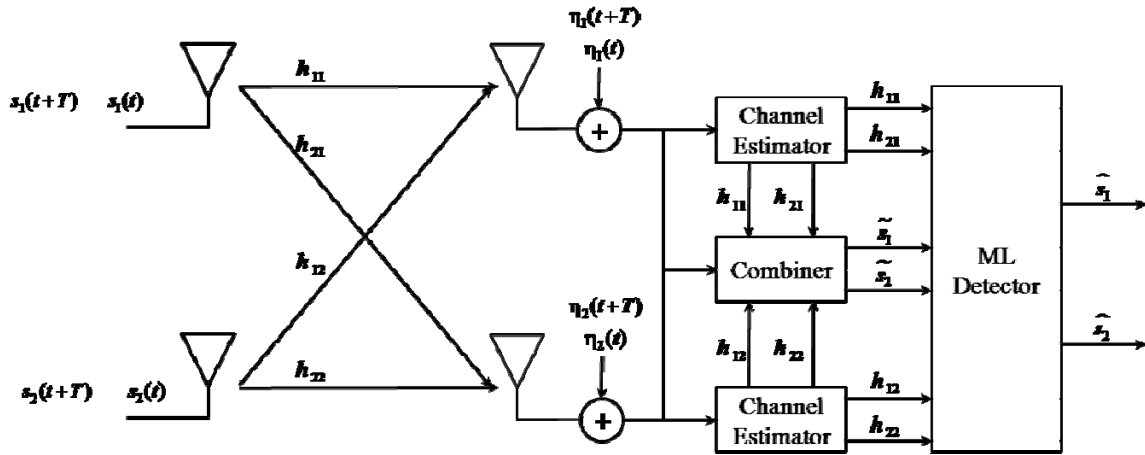 η₁(t+T)
η₁(t)
s₁(t+T) s₁(t)
h₁₁
h₂₁
h₁₂
h₂₂
s₂(t+T) s₂(t)
η₂(t+T)
η₂(t)
+
+
Channel
Estimator
h₁₁
h₂₁
h₁₁
h₂₁
Combiner
s̃₁
s̃₂
h₁₂
h₂₂
Channel
Estimator
h₁₂
h₂₂
ML
Detector
ŝ₁
ŝ₂